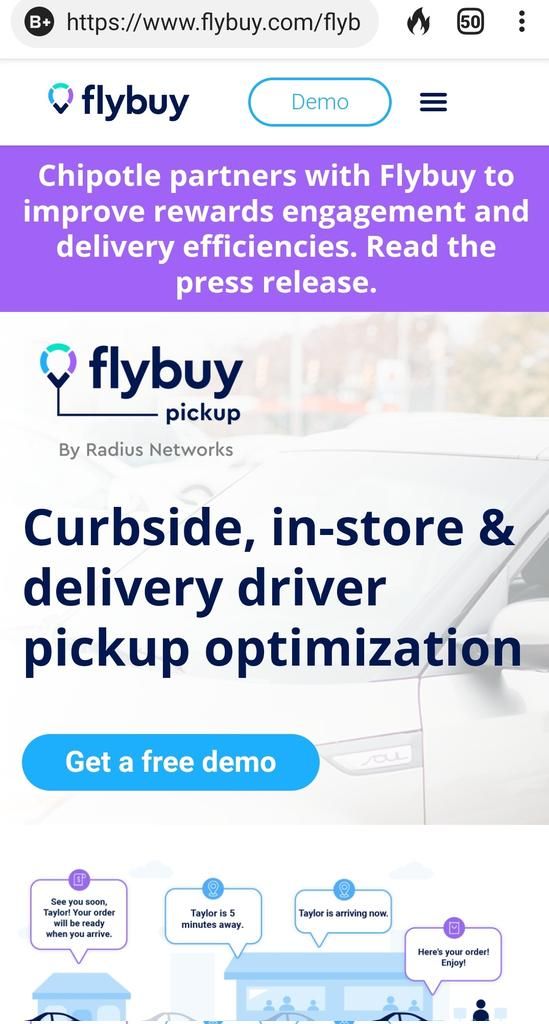 B+ https://www.flybuy.com/flyb 50
flybuy Demo
Chipotle partners with Flybuy to
improve rewards engagement and
delivery efficiencies. Read the
press release.
flybuy
pickup
By Radius Networks
Curbside, in-store &
delivery driver
pickup optimization
Get a free demo
soul
See you soon,
Taylor! Your order
will be ready
when you arrive.
Taylor is 5
minutes away.
Taylor is arriving now.
Here's your order!
Enjoy!